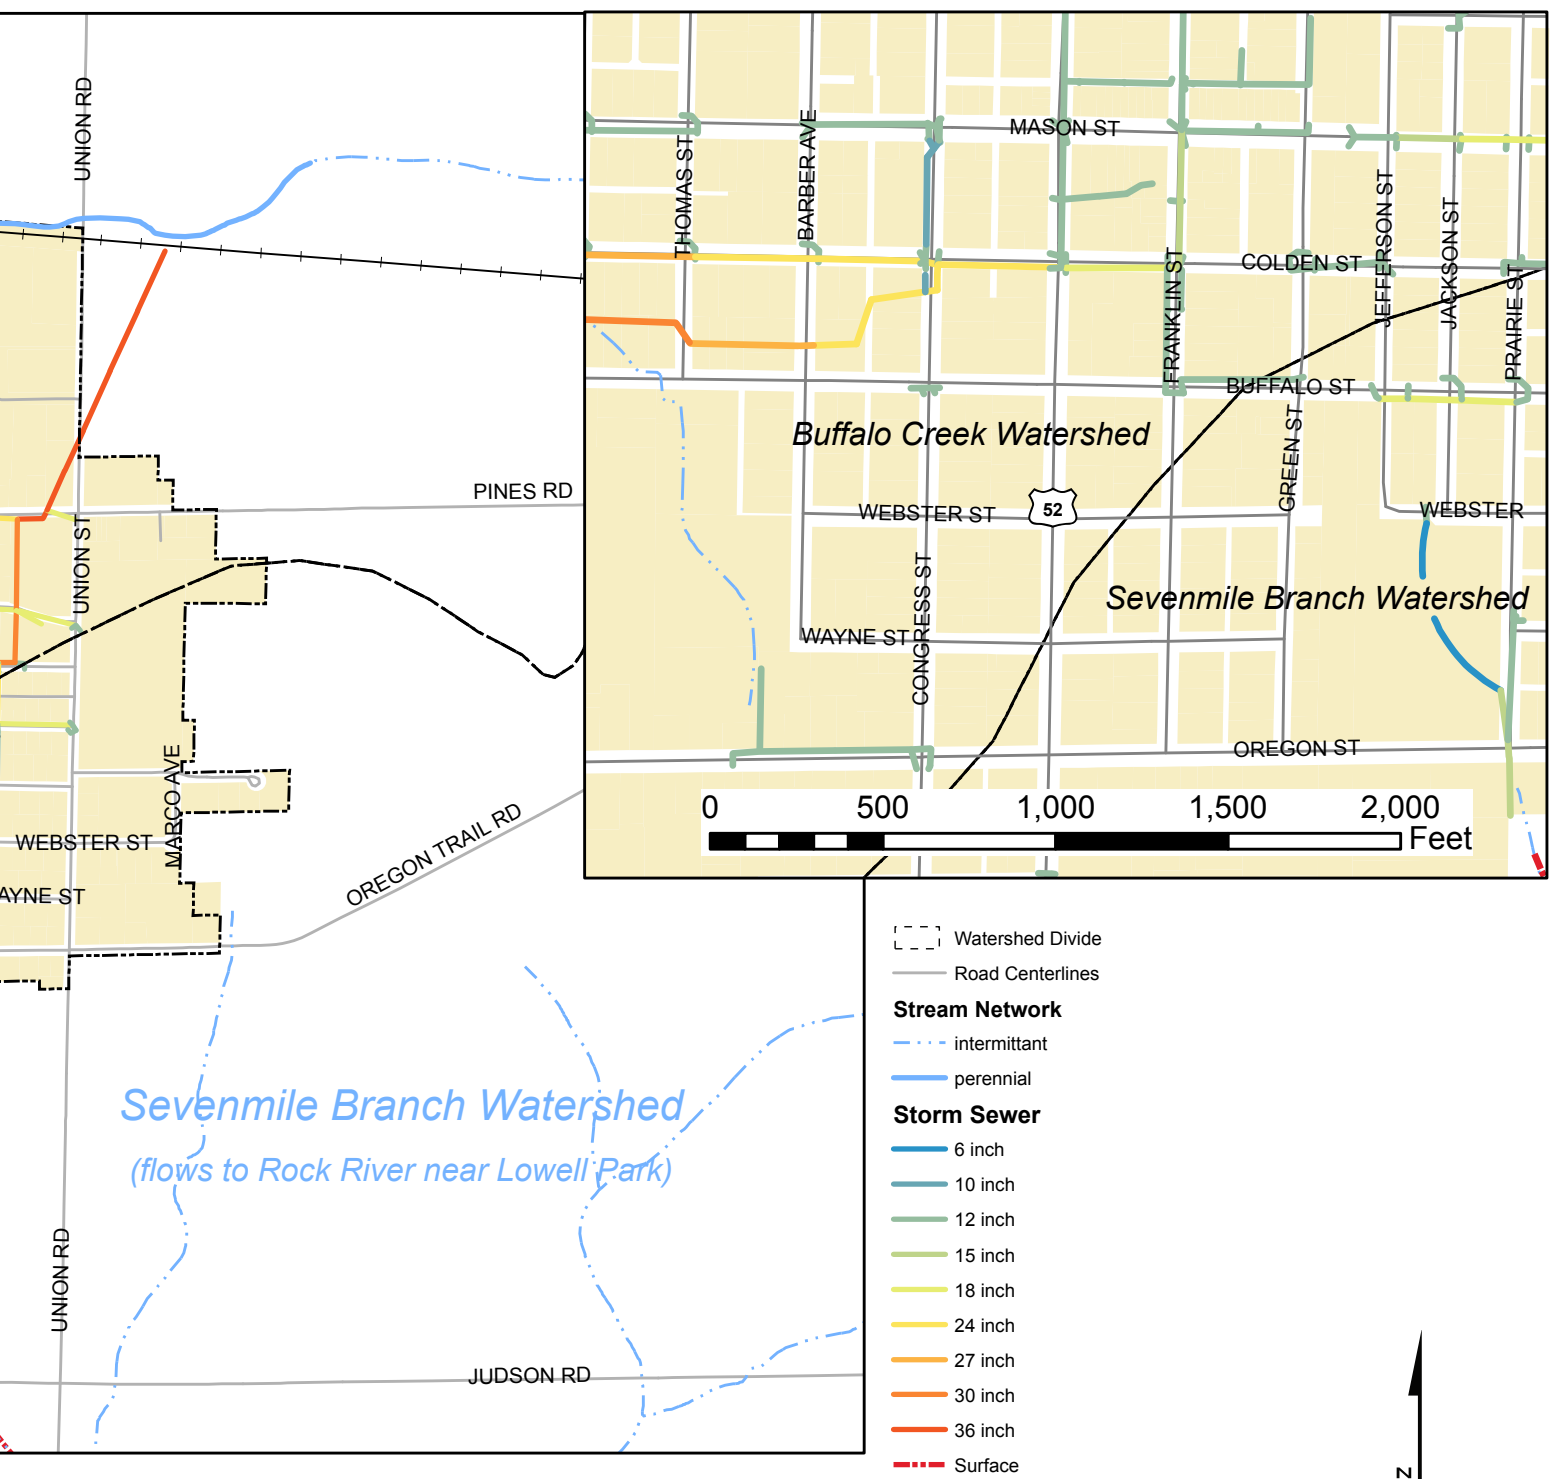 UNION RD
PINES RD
UNION ST
MARCO AVE
WEBSTER ST
AYNE ST
OREGON TRAIL RD
Sevenmile Branch Watershed
(flows to Rock River near Lowell Park)
UNION RD
JUDSON RD
MASON ST
THOMAS ST
BARBER AVE
COLDEN ST
FRANKLIN ST
JEFFERSON ST
JACKSON ST
PRAIRIE ST
BUFFALO ST
Buffalo Creek Watershed
GREEN ST
WEBSTER ST
52
WEBSTER
CONGRESS ST
Sevenmile Branch Watershed
WAYNE ST
OREGON ST
0 500 1,000 1,500 2,000
Feet
Watershed Divide
Road Centerlines
Stream Network
intermittant
perennial
Storm Sewer
6 inch
10 inch
12 inch
15 inch
18 inch
24 inch
27 inch
30 inch
36 inch
Surface
N